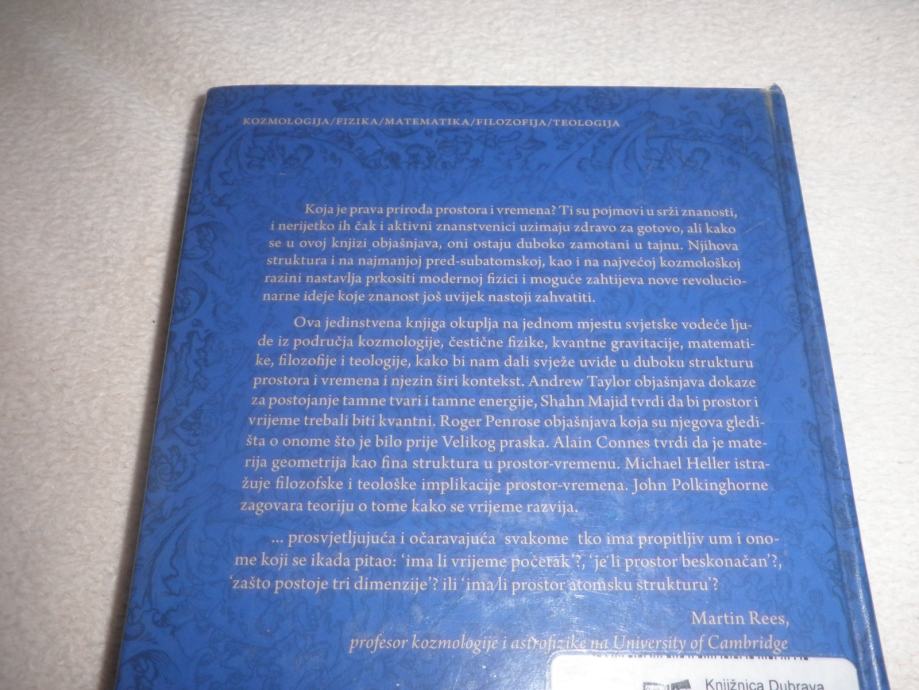 KOZMOLOGIJA/FIZIKA/MATEMATIKA/FILOZOFIJA/TEOLOGIJA
Koja je prava priroda prostora i vremena? Ti su pojmovi u srži znanosti,
i nerijetko ih čak i aktivni znanstvenici uzimaju zdravo za gotovo, ali kako
se u ovoj knjizi objašnjava, oni ostaju duboko zamotani u tajnu. Njihova
struktura i na najmanjoj pred-subatomskoj, kao i na najvećoj kozmološkoj
razini nastavlja prkositi modernoj fizici i moguće zahtijeva nove revolucio-
narne ideje koje znanost još uvijek nastoji zahvatiti.
Ova jedinstvena knjiga okuplja na jednom mjestu svjetske vodeće lju-
de iz područja kozmologije, čestične fizike, kvantne gravitacije, matemati-
ke, filozofije i teologije, kako bi nam dali svježe uvide u duboku strukturu
prostora i vremena i njezin širi kontekst. Andrew Taylor objašnjava dokaze
za postojanje tamne tvari i tamne energije, Shahn Majid tvrdi da bi prostor i
vrijeme trebali biti kvantni. Roger Penrose objašnjava koja su njegova gledi-
šta o onome što je bilo prije Velikog praska. Alain Connes tvrdi da je mate-
rija geometrija kao fina struktura u prostor-vremenu. Michael Heller istra-
žuje filozofske i teološke implikacije prostor-vremena. John Polkinghorne
zagovara teoriju o tome kako se vrijeme razvija.
... prosvjetljujuća i očaravajuća svakome tko ima propitljiv um i ono-
me koji se ikada pitao: 'ima li vrijeme početak'?, 'je li prostor beskonačan'?,
'zašto postoje tri dimenzije'? ili 'ima li prostor atomsku strukturu'?
Martin Rees,
profesor kozmologije i astrofizike na University of Cambridge
Knjižnica Dubrava